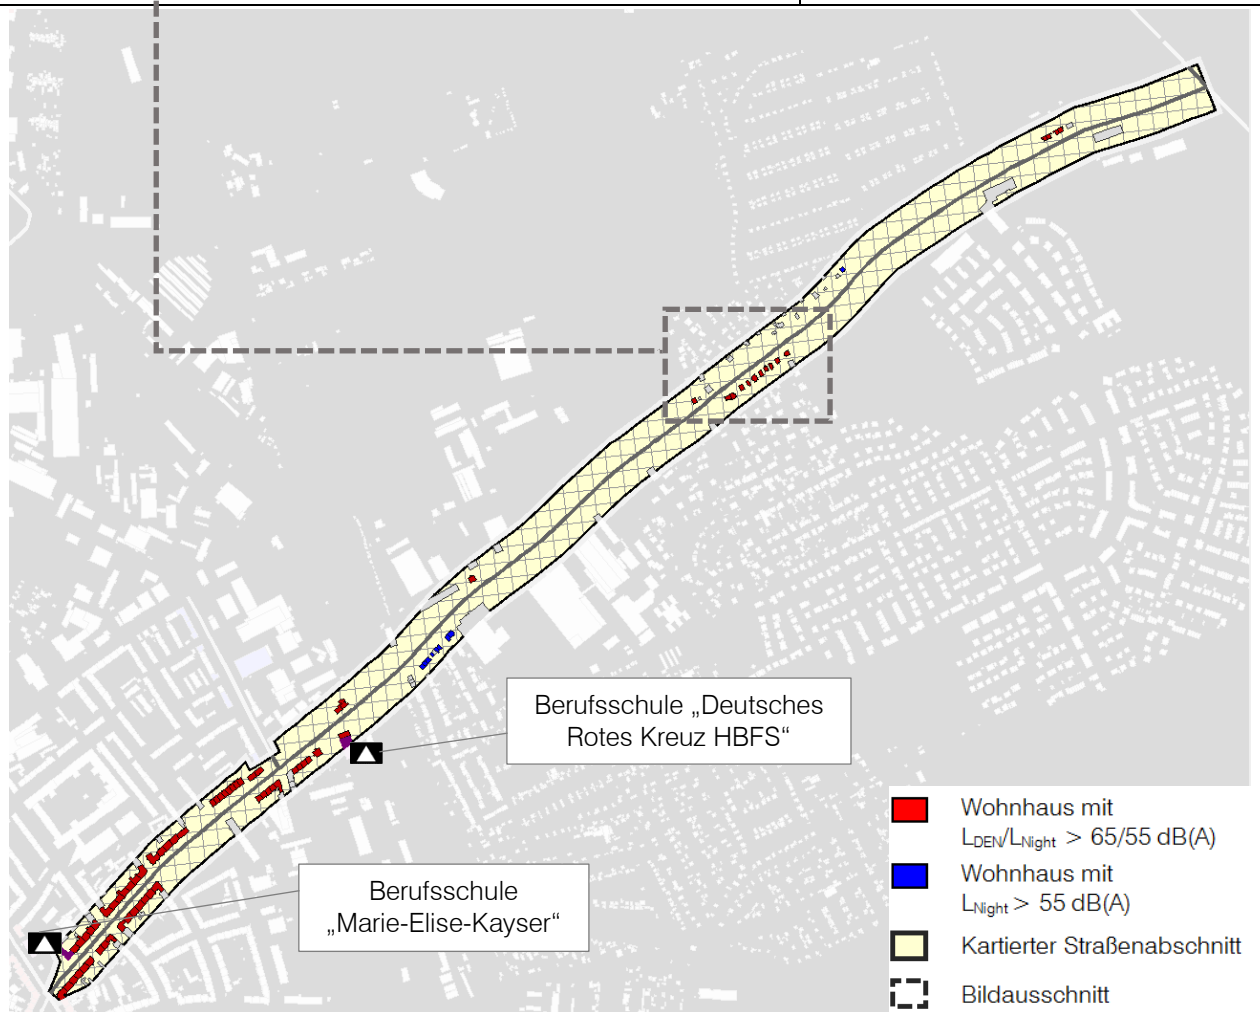 Berufsschule „Deutsches
Rotes Kreuz HBFS“
Berufsschule
„Marie-Elise-Kayser“
Wohnhaus mit
LDEN/LNight > 65/55 dB(A)
Wohnhaus mit
LNight > 55 dB(A)
Kartierter Straßenabschnitt
Bildausschnitt